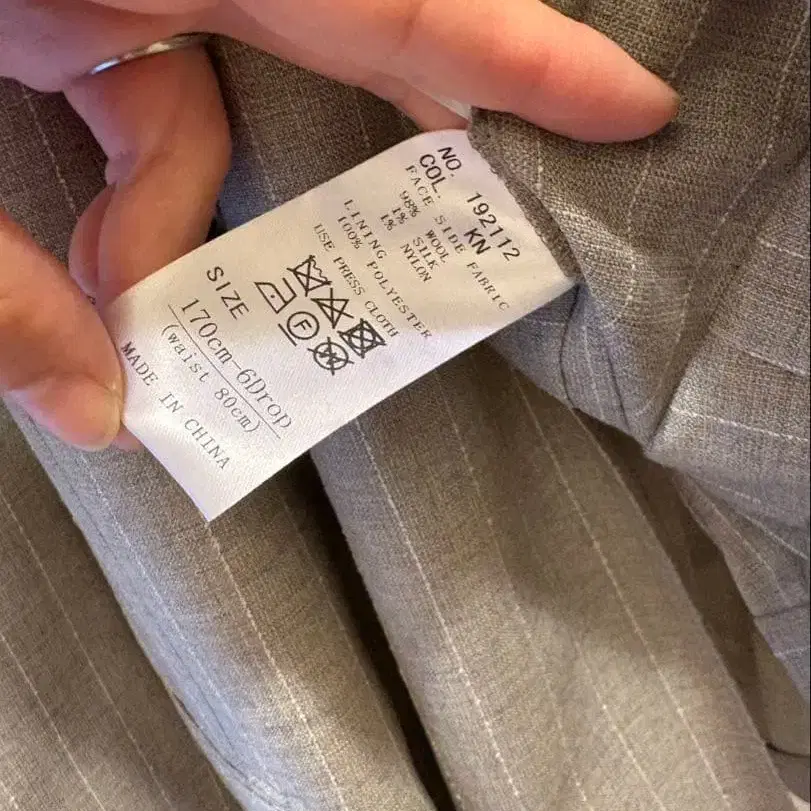 NO. 192112
COL. KN
FACE SIDE FABRIC
98% WOOL
1% SILK
1% NYLON
LINING
100% POLYESTER
USE PRESS CLOTH
F
SIZE
170cm-6Drop
(waist 80cm)
MADE IN CHINA